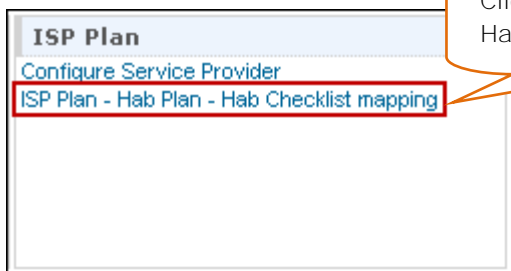 ISP Plan
Configure Service Provider
ISP Plan - Hab Plan - Hab Checklist mapping